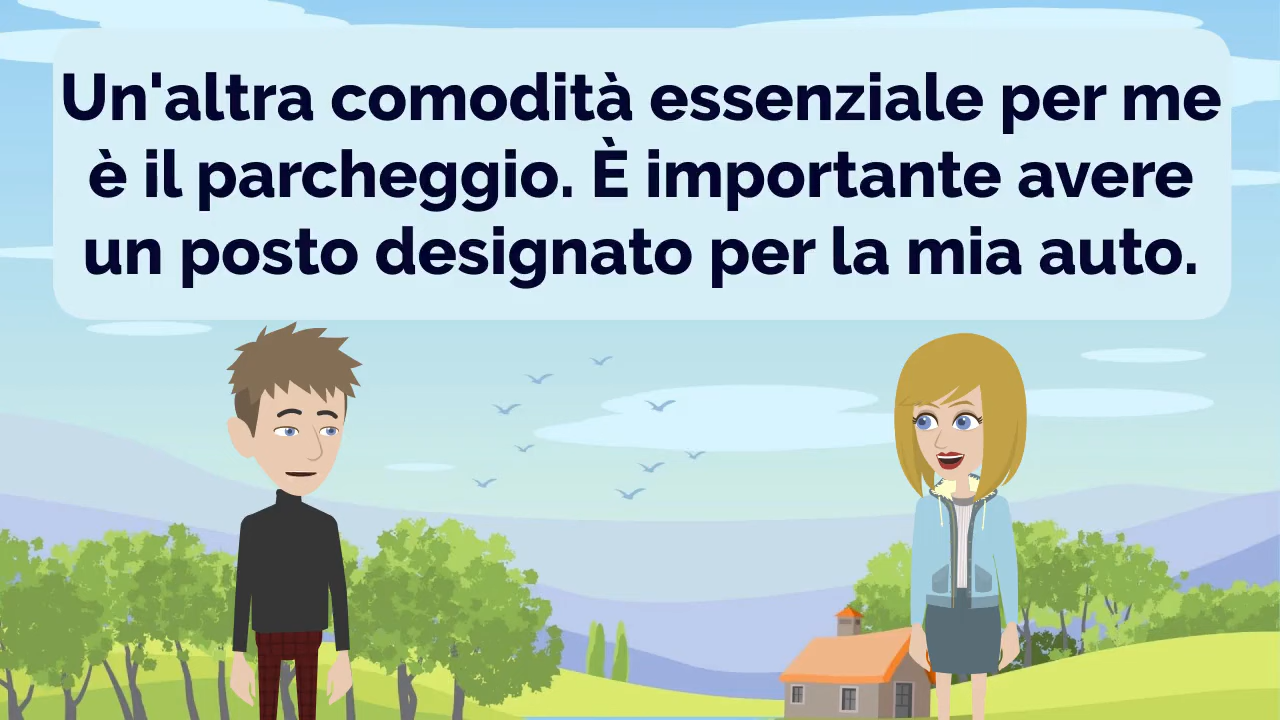 Un'altra comodità essenziale per me
è il parcheggio. È importante avere
un posto designato per la mia auto.